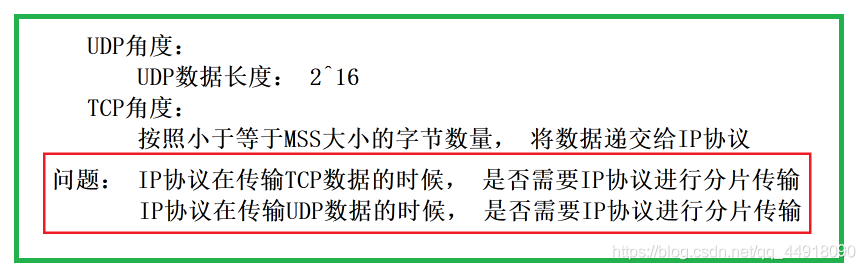 UDP角度：
UDP数据长度： 2^16
TCP角度：
按照小于等于MSS大小的字节数量， 将数据递交给IP协议
问题： IP协议在传输TCP数据的时候， 是否需要IP协议进行分片传输
IP协议在传输UDP数据的时候， 是否需要IP协议进行分片传输
https://blog.csdn.net/qq_44918090